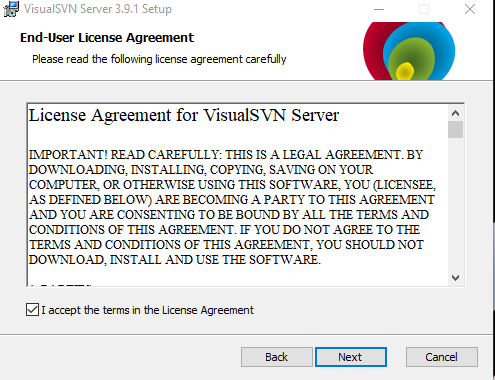 VisualSVN Server 3.9.1 Setup
End-User License Agreement
Please read the following license agreement carefully
License Agreement for VisualSVN Server
IMPORTANT! READ CAREFULLY: THIS IS A LEGAL AGREEMENT. BY
DOWNLOADING, INSTALLING, COPYING, SAVING ON YOUR
COMPUTER, OR OTHERWISE USING THIS SOFTWARE, YOU (LICENSEE,
AS DEFINED BELOW) ARE BECOMING A PARTY TO THIS AGREEMENT
AND YOU ARE CONSENTING TO BE BOUND BY ALL THE TERMS AND
CONDITIONS OF THIS AGREEMENT. IF YOU DO NOT AGREE TO THE
TERMS AND CONDITIONS OF THIS AGREEMENT, YOU SHOULD NOT
DOWNLOAD, INSTALL AND USE THE SOFTWARE.
I accept the terms in the License Agreement
Back Next Cancel